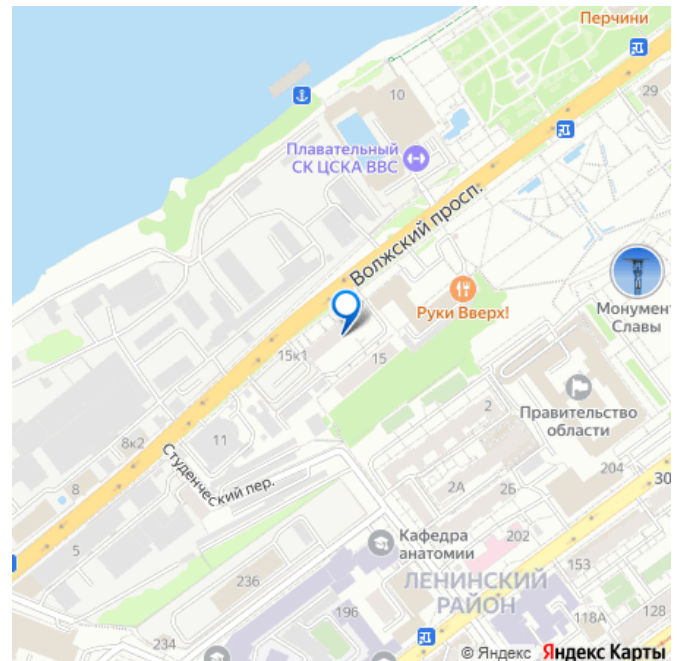 Перчини
29
10
Плавательный
СК ЦСКА ВВС
Волжский просп.
Руки Вверх!
Монумент
Славы
15к1
15
Правительство
области
2
11
8к2
Студенческий пер.
204
30
8
2А
2Б
5
Кафедра
анатомии
202
153
ЛЕНИНСКИЙ
РАЙОН
236
196
118А
128
234
© Яндекс Яндекс Карты